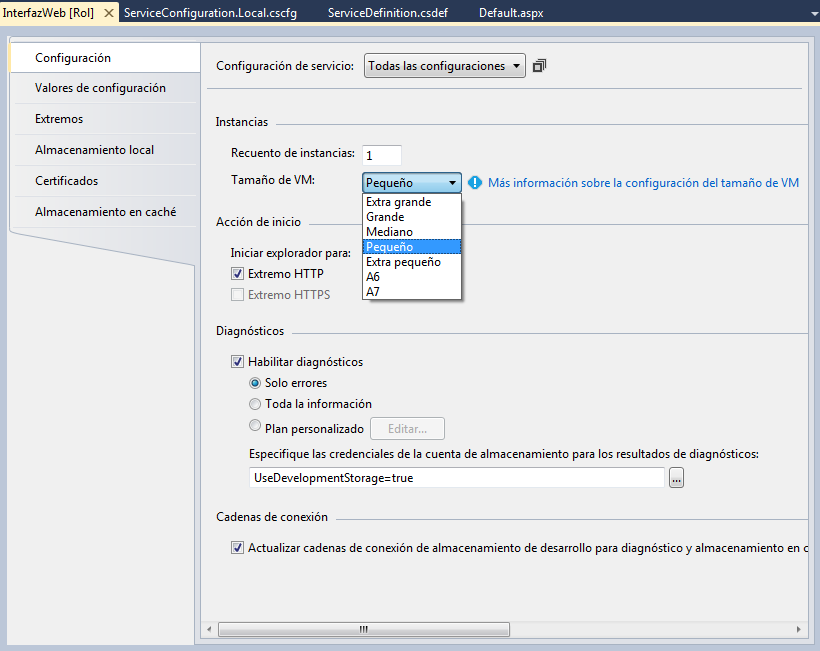 InterfazWeb [Rol] ServiceConfiguration.Local.cscfg ServiceDefinition.csdef Default.aspx
Configuración
Valores de configuración
Extremos
Almacenamiento local
Certificados
Almacenamiento en caché
Configuración de servicio: Todas las configuraciones
Instancias
Recuento de instancias: 1
Tamaño de VM: Pequeño Más información sobre la configuración del tamaño de VM
Extra grande
Grande
Mediano
Pequeño
Extra pequeño
A6
A7
Acción de inicio
Iniciar explorador para:
Extremo HTTP
Extremo HTTPS
Diagnósticos
Habilitar diagnósticos
Solo errores
Toda la información
Plan personalizado Editar...
Especifique las credenciales de la cuenta de almacenamiento para los resultados de diagnósticos:
UseDevelopmentStorage=true ...
Cadenas de conexión
Actualizar cadenas de conexión de almacenamiento de desarrollo para diagnóstico y almacenamiento en c